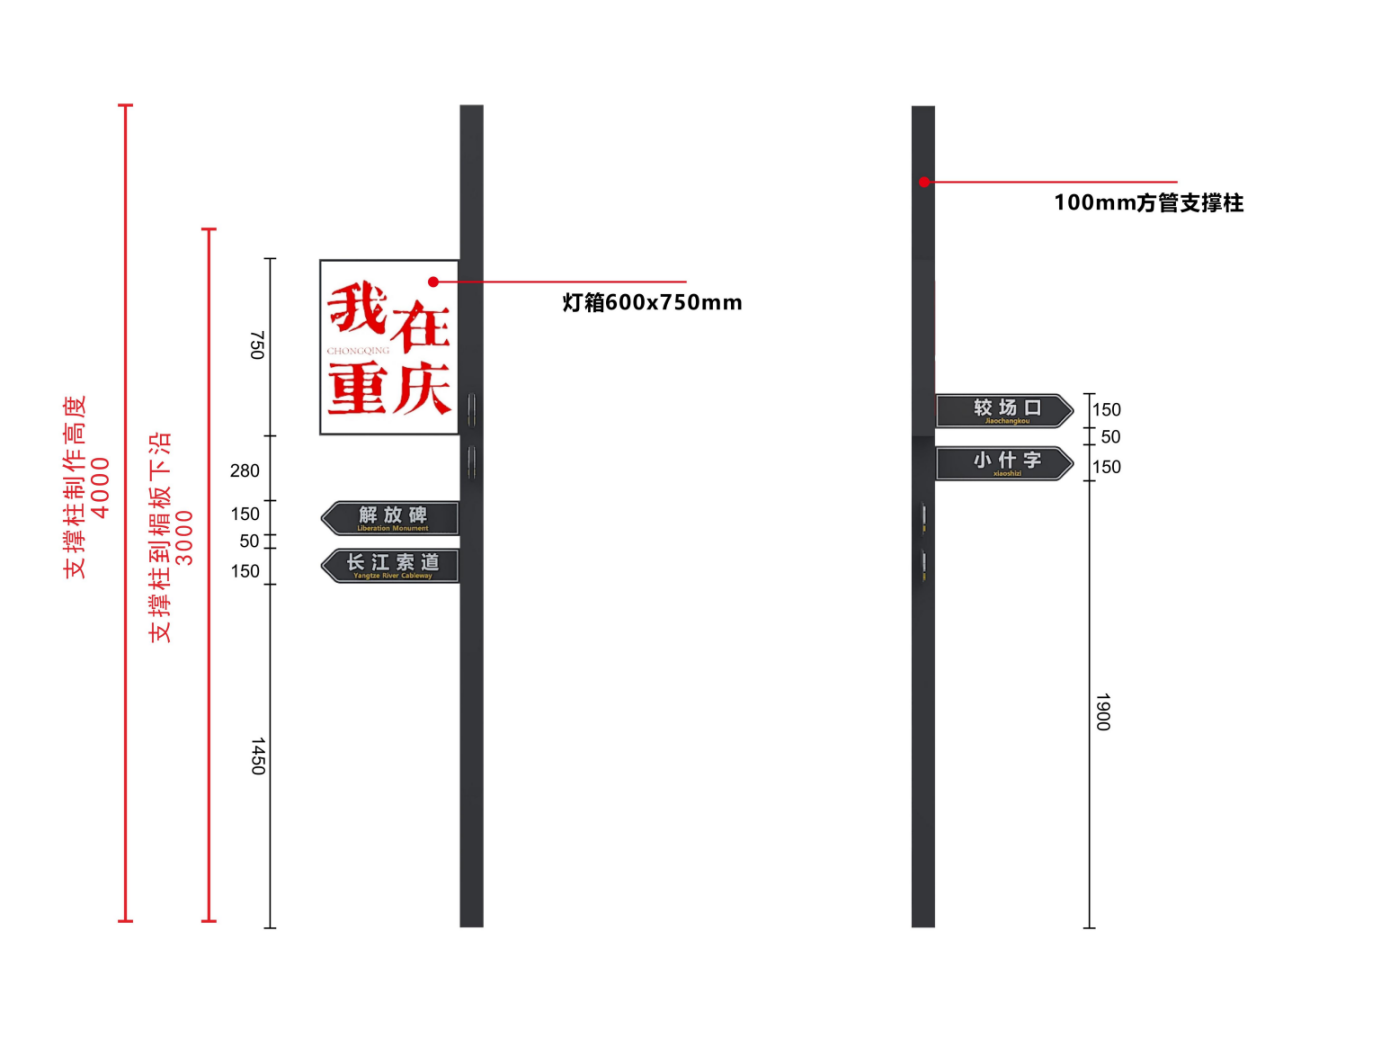 支撑柱制作高度
4000
支撑柱到楣板下沿
3000
750
280
150
50
150
1450
我在
CHONGQING
重庆
灯箱600x750mm
解放碑
Liberation Monument
长江索道
Yangtze River Cableway
100mm方管支撑柱
较场口
Jiaochangkou
小什字
xiaoshizi
150
50
150
1900